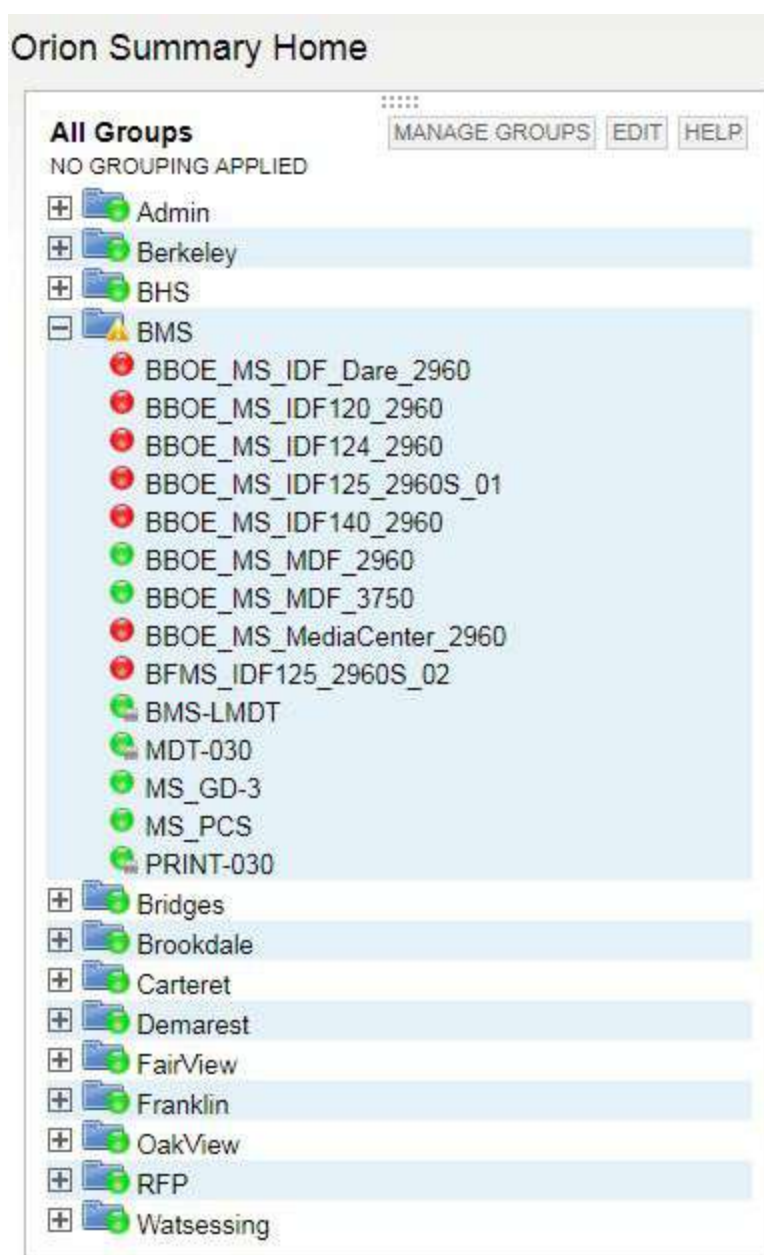 Orion Summary Home
All Groups
MANAGE GROUPS EDIT HELP
NO GROUPING APPLIED
Admin
Berkeley
BHS
BMS
BBOE_MS_IDF_Dare_2960
BBOE_MS_IDF120_2960
BBOE_MS_IDF124_2960
BBOE_MS_IDF125_2960S_01
BBOE_MS_IDF140_2960
BBOE_MS_MDF_2960
BBOE_MS_MDF_3750
BBOE_MS_MediaCenter_2960
BFMS_IDF125_2960S_02
BMS-LMDT
MDT-030
MS_GD-3
MS_PCS
PRINT-030
Bridges
Brookdale
Carteret
Demarest
FairView
Franklin
OakView
RFP
Watsessing